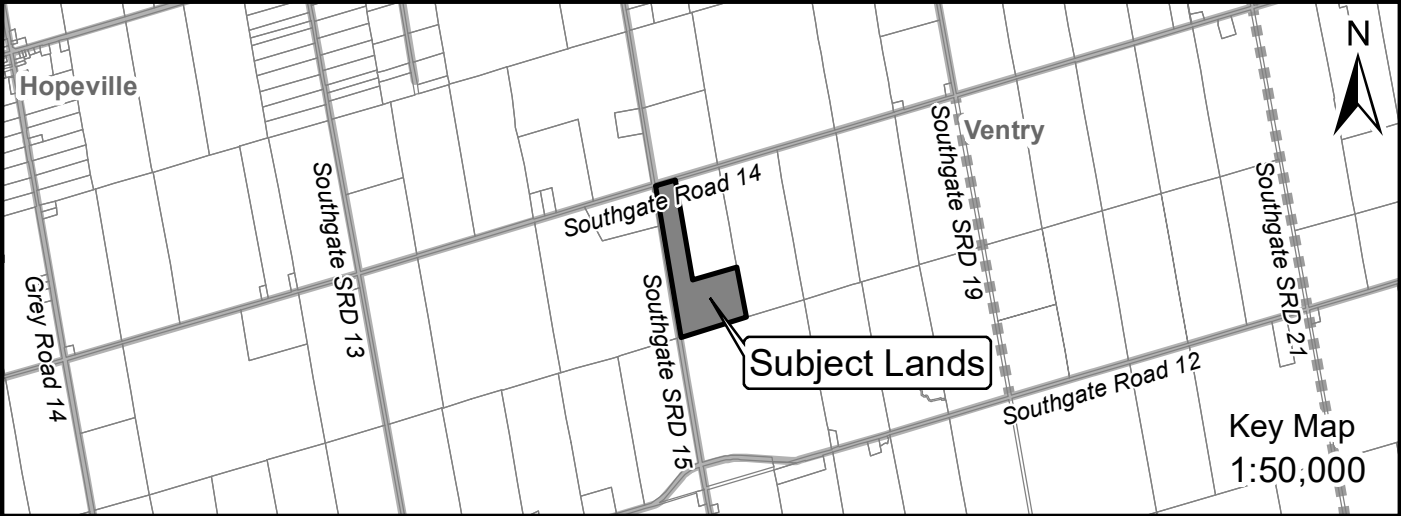 N
Hopeville
Ventry
Southgate SRD 19
Southgate SRD 13
Southgate Road 14
Southgate SRD 21
Grey Road 14
Southgate SRD 15
Subject Lands
Southgate Road 12
Key Map
1:50,000